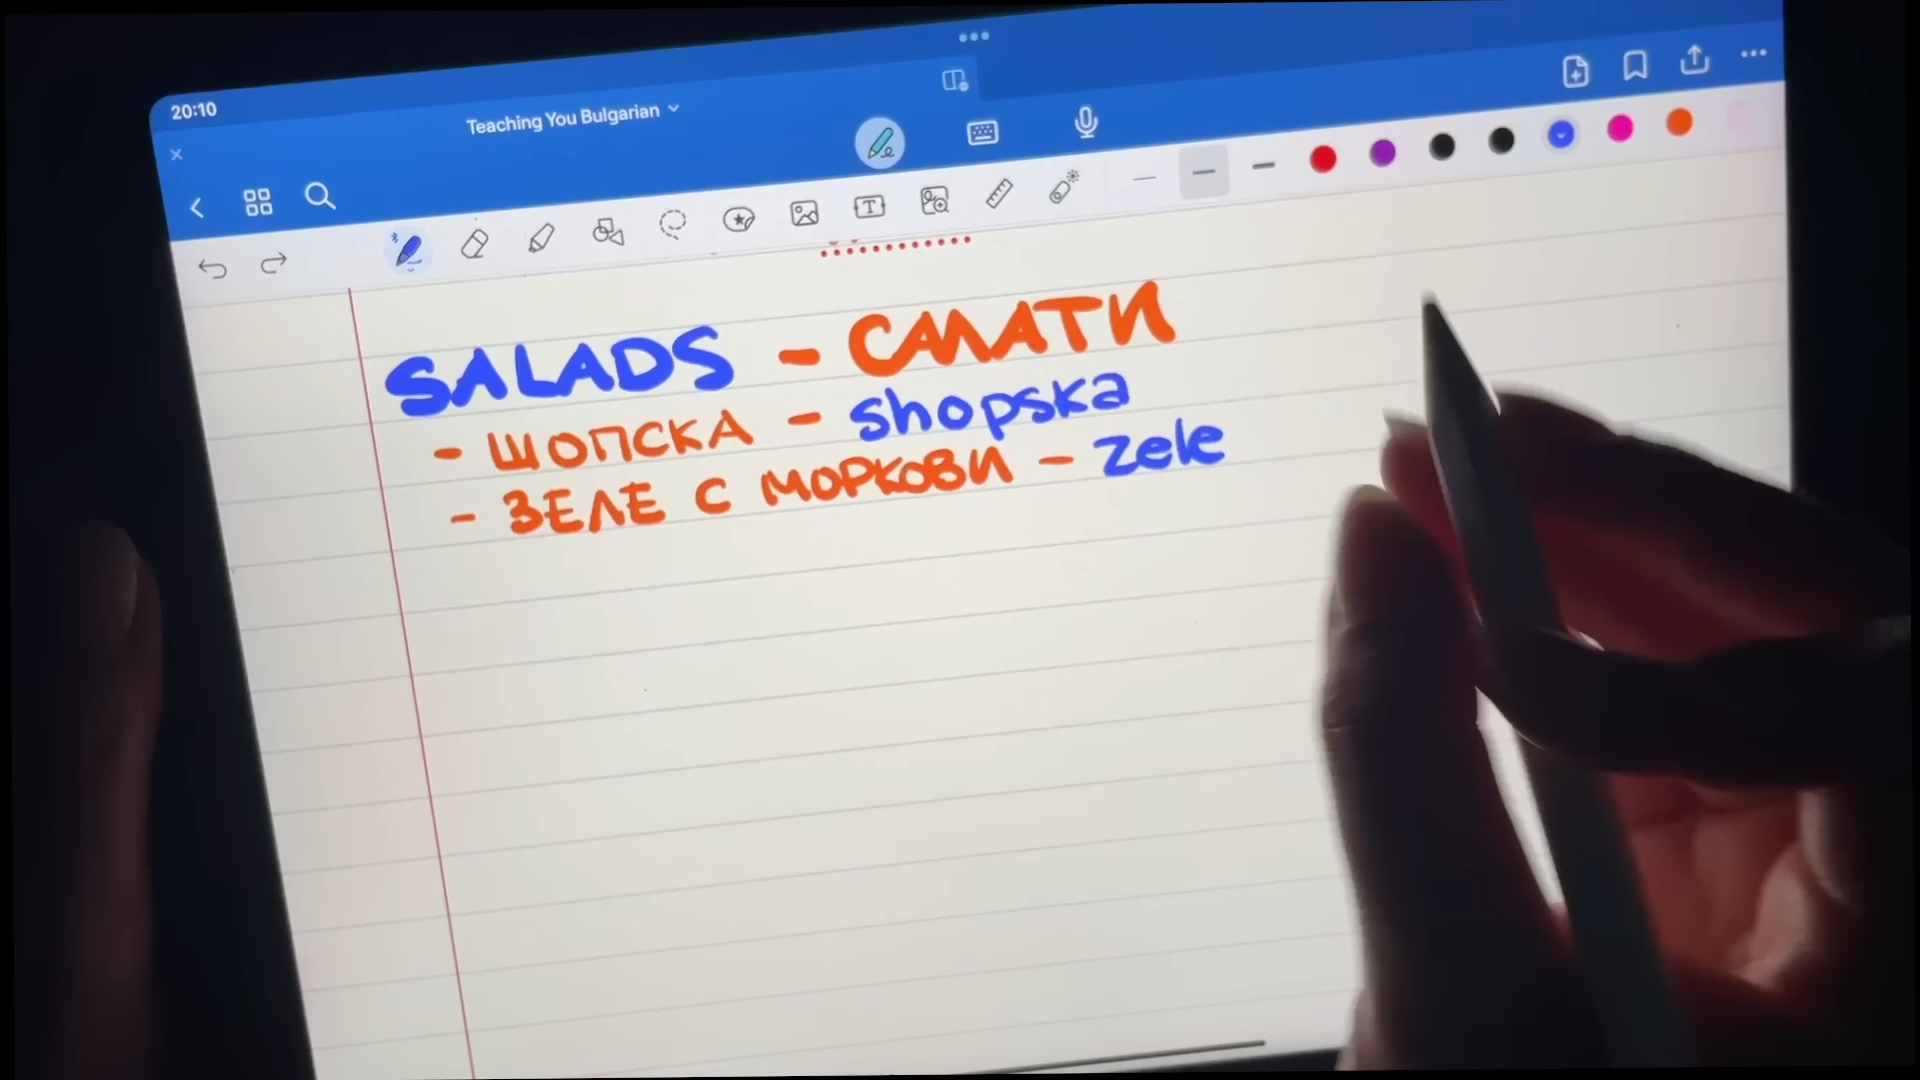 20:10
Teaching You Bulgarian
SALADS - САЛАТИ
- ШОПСКА - shopska
- ЗЕЛЕ С МОРКОВИ - zele